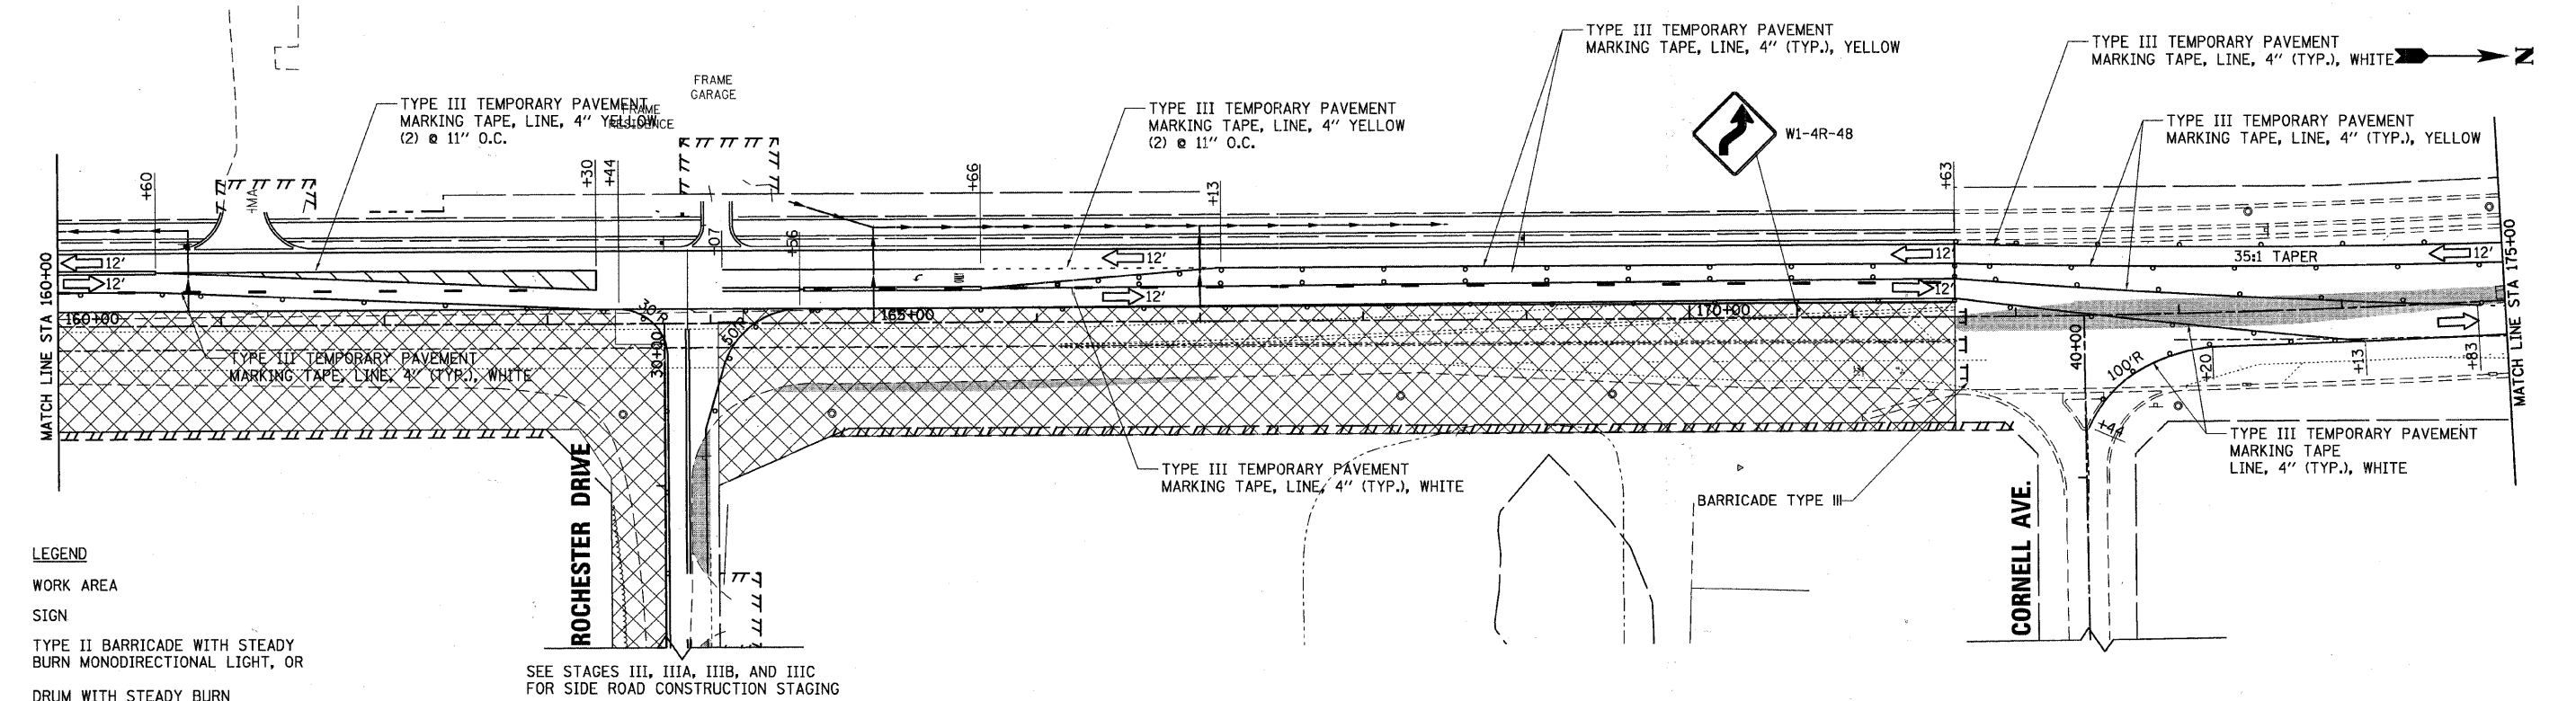 TYPE III TEMPORARY PAVEMENT
MARKING TAPE, LINE, 4" (TYP.), YELLOW
TYPE III TEMPORARY PAVEMENT
MARKING TAPE, LINE, 4" (TYP.), WHITE
N
FRAME
GARAGE
TYPE III TEMPORARY PAVEMENT
MARKING TAPE, LINE, 4" YELLOW
(2) @ 11" O.C.
FRAME
RESIDENCE
TYPE III TEMPORARY PAVEMENT
MARKING TAPE, LINE, 4" YELLOW
(2) @ 11" O.C.
W1-4R-48
TYPE III TEMPORARY PAVEMENT
MARKING TAPE, LINE, 4" (TYP.), YELLOW
+60
+30
+44
+66
+13
+63
+07
+56
12'
12'
12'
12'
12'
12'
35:1 TAPER
12'
MATCH LINE STA 160+00
MATCH LINE STA 175+00
160+00
30'R
50'R
165+00
170+00
30+00
40+00
100'R
+20
+13
+83
+44
TYPE III TEMPORARY PAVEMENT
MARKING TAPE, LINE, 4" (TYP.), WHITE
TYPE III TEMPORARY PAVEMENT
MARKING TAPE, LINE, 4" (TYP.), WHITE
TYPE III TEMPORARY PAVEMENT
MARKING TAPE
LINE, 4" (TYP.), WHITE
BARRICADE TYPE III
ROCHESTER DRIVE
CORNELL AVE.
LEGEND
WORK AREA
SIGN
TYPE II BARRICADE WITH STEADY
BURN MONODIRECTIONAL LIGHT, OR
DRUM WITH STEADY BURN
SEE STAGES III, IIIA, IIIB, AND IIIC
FOR SIDE ROAD CONSTRUCTION STAGING